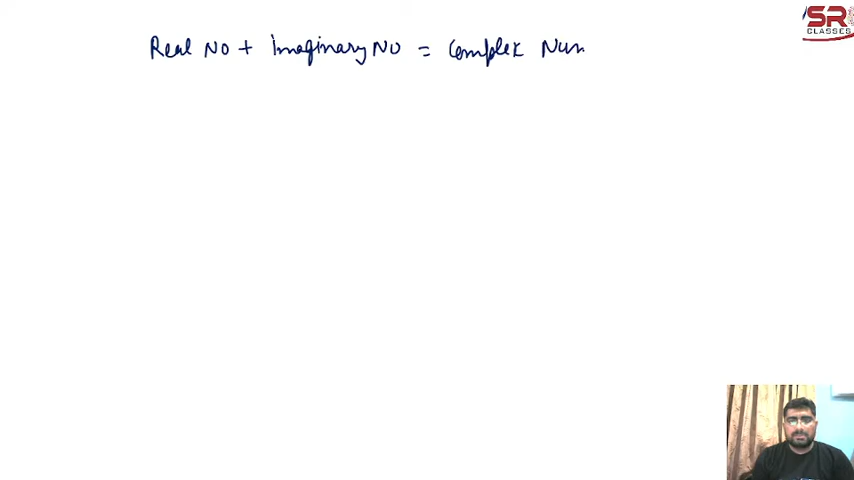 Real No + Imaginary No = Complex Num
SR
CLASSES